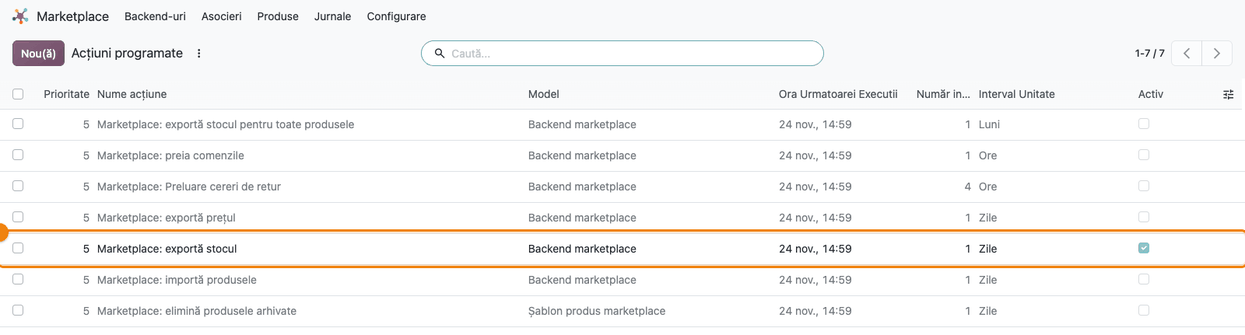 Marketplace Backend-uri Asocieri Produse Jurnale Configurare
Nou(ă) Acțiuni programate Caută... 1-7 / 7
Prioritate Nume acțiune Model Ora Urmatoarei Executii Număr in... Interval Unitate Activ
5 Marketplace: exportă stocul pentru toate produsele Backend marketplace 24 nov., 14:59 1 Luni
5 Marketplace: preia comenzile Backend marketplace 24 nov., 14:59 1 Ore
5 Marketplace: Preluare cereri de retur Backend marketplace 24 nov., 14:59 4 Ore
5 Marketplace: exportă prețul Backend marketplace 24 nov., 14:59 1 Zile
5 Marketplace: exportă stocul Backend marketplace 24 nov., 14:59 1 Zile
5 Marketplace: importă produsele Backend marketplace 24 nov., 14:59 1 Zile
5 Marketplace: elimină produsele arhivate Șablon produs marketplace 24 nov., 14:59 1 Zile